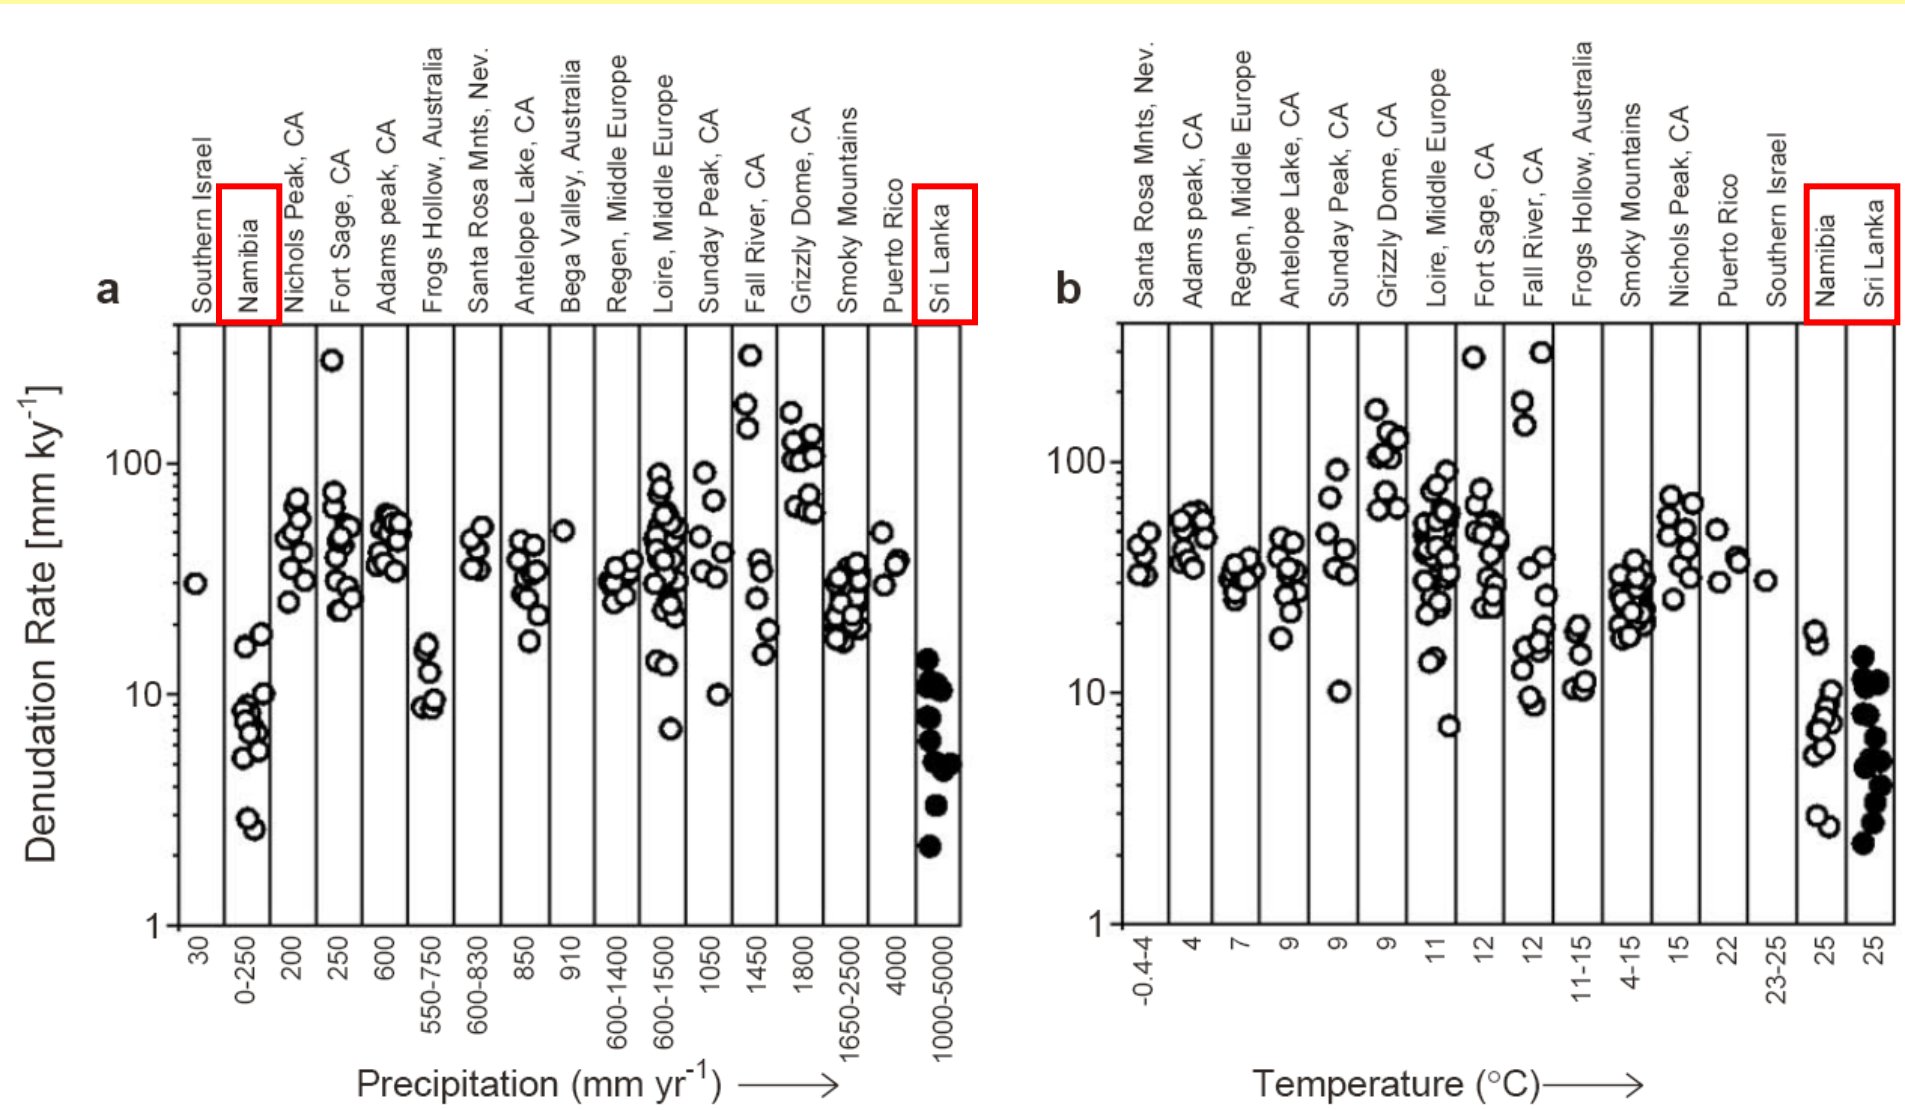 a
Southern Israel
Namibia
Nichols Peak, CA
Fort Sage, CA
Adams peak, CA
Frogs Hollow, Australia
Santa Rosa Mnts, Nev.
Antelope Lake, CA
Bega Valley, Australia
Regen, Middle Europe
Loire, Middle Europe
Sunday Peak, CA
Fall River, CA
Grizzly Dome, CA
Smoky Mountains
Puerto Rico
Sri Lanka
Denudation Rate [mm ky-1]
100
10
1
30
0-250
200
250
600
550-750
600-830
850
910
600-1400
600-1500
1050
1450
1800
1650-2500
4000
1000-5000
Precipitation (mm yr-1)
b
Santa Rosa Mnts, Nev.
Adams peak, CA
Regen, Middle Europe
Antelope Lake, CA
Sunday Peak, CA
Grizzly Dome, CA
Loire, Middle Europe
Fort Sage, CA
Fall River, CA
Frogs Hollow, Australia
Smoky Mountains
Nichols Peak, CA
Puerto Rico
Southern Israel
Namibia
Sri Lanka
100
10
1
-0.4-4
4
7
9
9
9
11
12
12
11-15
4-15
15
22
23-25
25
25
Temperature (°C)